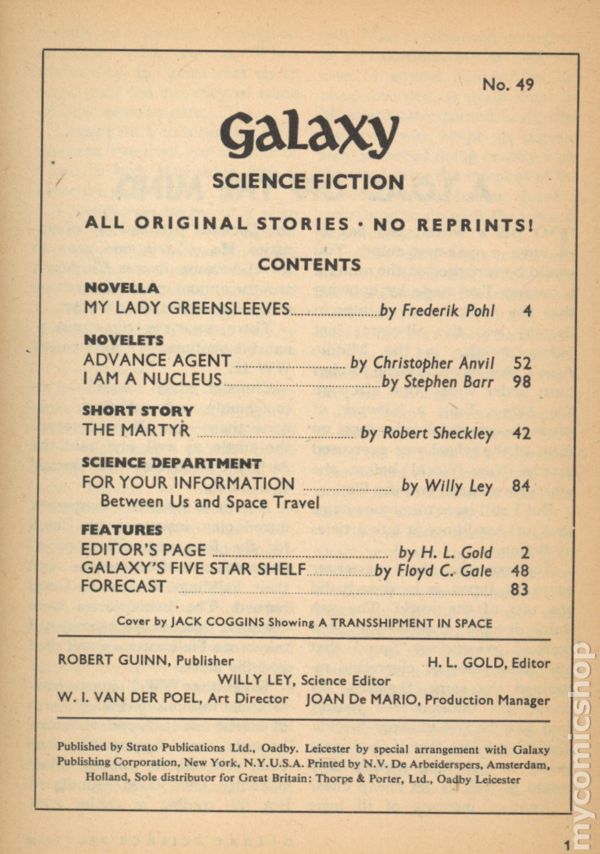 No. 49
GaLaxy
SCIENCE FICTION
ALL ORIGINAL STORIES · NO REPRINTS!
CONTENTS
NOVELLA
MY LADY GREENSLEEVES....................by Frederik Pohl 4
NOVELETS
ADVANCE AGENT ........................ by Christopher Anvil 52
I AM A NUCLEUS..................................by Stephen Barr 98
SHORT STORY
THE MARTYR .................................. by Robert Sheckley 42
SCIENCE DEPARTMENT
FOR YOUR INFORMATION ......................... by Willy Ley 84
Between Us and Space Travel
FEATURES
EDITOR'S PAGE ...................................... by H. L. Gold 2
GALAXY'S FIVE STAR SHELF...............by Floyd C. Gale 48
FORECAST ................................................................ 83
Cover by JACK COGGINS Showing A TRANSSHIPMENT IN SPACE
ROBERT GUINN, Publisher H. L. GOLD, Editor
WILLY LEY, Science Editor
W. I. VAN DER POEL, Art Director JOAN De MARIO, Production Manager
Published by Strato Publications Ltd., Oadby. Leicester by special arrangement with Galaxy
Publishing Corporation, New York, N.Y.U.S.A. Printed by N.V. De Arbeiderspers, Amsterdam,
Holland, Sole distributor for Great Britain: Thorpe & Porter, Ltd., Oadby Leicester
1
mycomicshop